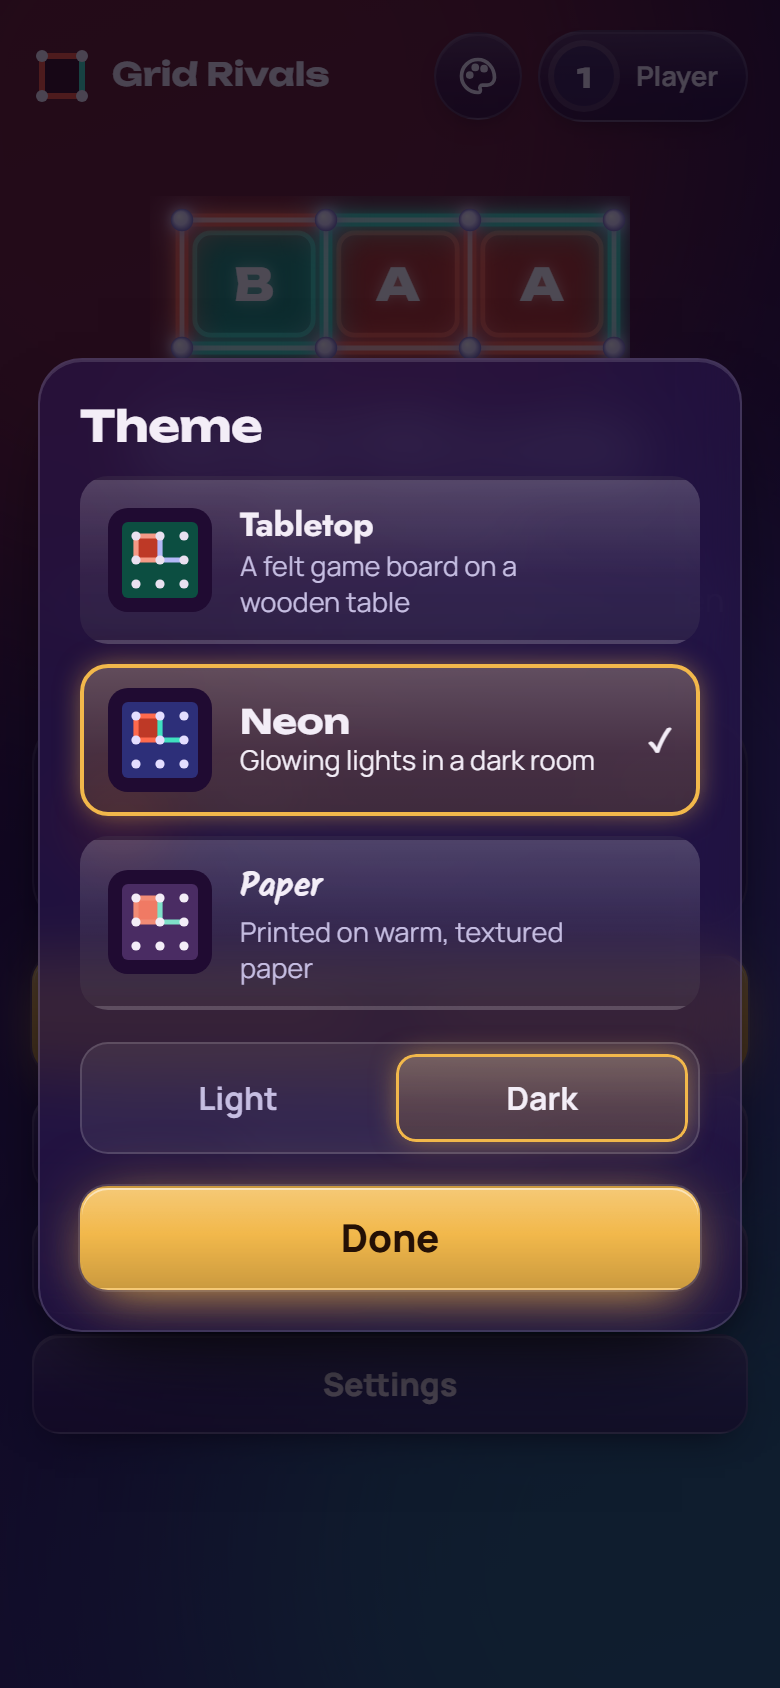 Grid Rivals
1 Player
B A A
Theme
Tabletop
A felt game board on a
wooden table
Neon
Glowing lights in a dark room
Paper
Printed on warm, textured
paper
Light Dark
Done
Settings